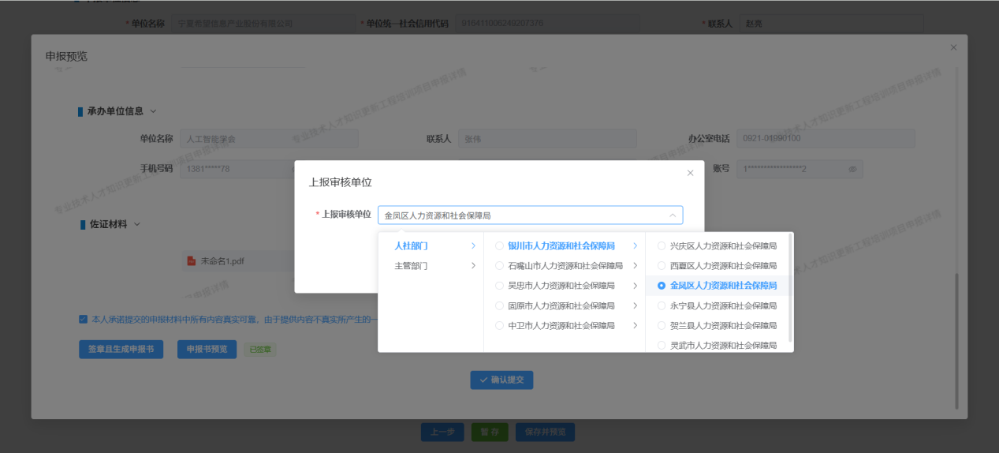 * 单位名称 宁夏希望信息产业股份有限公司 * 单位统一社会信用代码 916411006249207376 * 联系人 赵亮
申报预览
专业技术人才知识更新工程培训项目申报详情
承办单位信息
单位名称 人工智能学会 联系人 张伟 办公室电话 0921-01990100
手机号码 1381*****78 账号 1*****************2
上报审核单位
* 上报审核单位 金凤区人力资源和社会保障局
佐证材料
人社部门 银川市人力资源和社会保障局 兴庆区人力资源和社会保障局
未命名1.pdf 主管部门 石嘴山市人力资源和社会保障局 西夏区人力资源和社会保障局
吴忠市人力资源和社会保障局 金凤区人力资源和社会保障局
固原市人力资源和社会保障局 永宁县人力资源和社会保障局
本人承诺提交的申报材料中所有内容真实可靠，由于提供内容不真实所产生的一 中卫市人力资源和社会保障局 贺兰县人力资源和社会保障局
灵武市人力资源和社会保障局
签章且生成申报书 申报书预览 已签章
确认提交
上一步 暂存 保存并预览